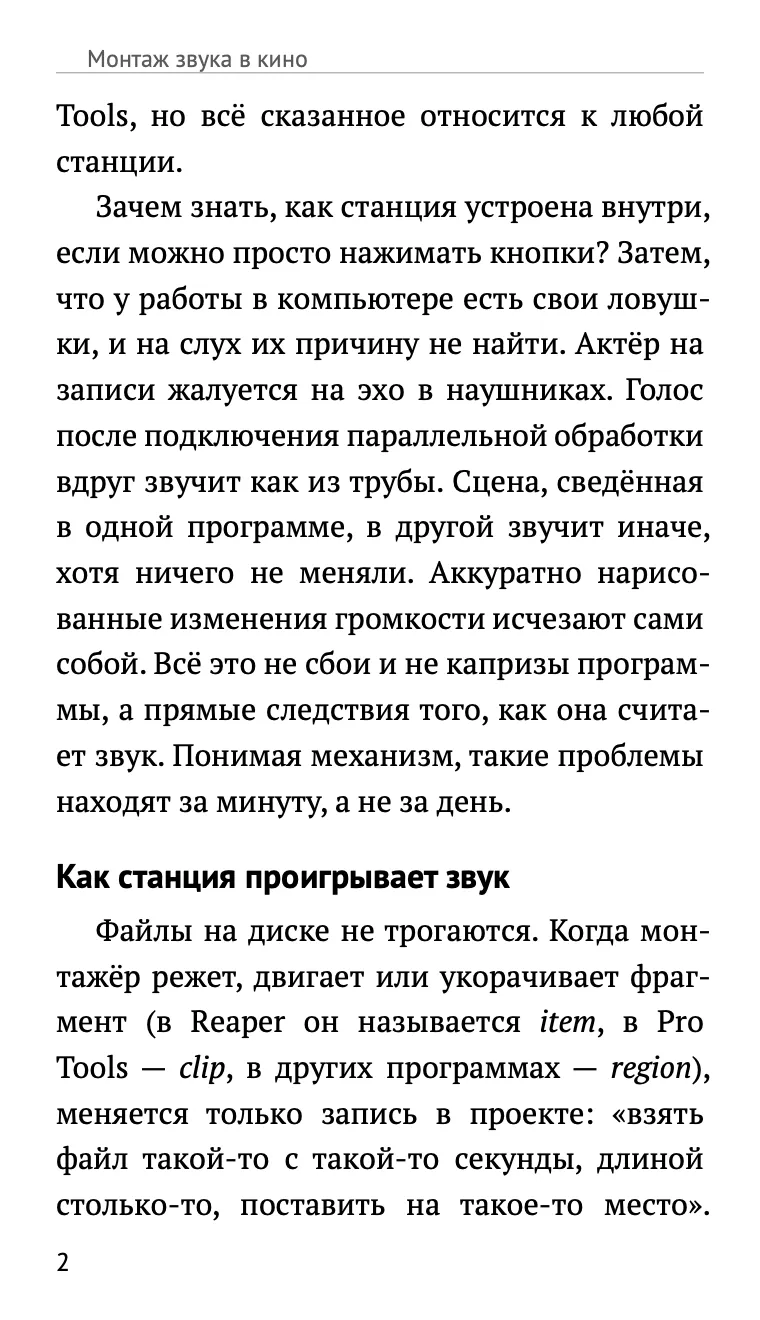 Монтаж звука в кино
Tools, но всё сказанное относится к любой
станции.
Зачем знать, как станция устроена внутри,
если можно просто нажимать кнопки? Затем,
что у работы в компьютере есть свои ловуш-
ки, и на слух их причину не найти. Актёр на
записи жалуется на эхо в наушниках. Голос
после подключения параллельной обработки
вдруг звучит как из трубы. Сцена, сведённая
в одной программе, в другой звучит иначе,
хотя ничего не меняли. Аккуратно нарисо-
ванные изменения громкости исчезают сами
собой. Всё это не сбои и не капризы програм-
мы, а прямые следствия того, как она счита-
ет звук. Понимая механизм, такие проблемы
находят за минуту, а не за день.
Как станция проигрывает звук
Файлы на диске не трогаются. Когда мон-
тажёр режет, двигает или укорачивает фраг-
мент (в Reaper он называется item, в Pro
Tools — clip, в других программах — region),
меняется только запись в проекте: «взять
файл такой-то с такой-то секунды, длиной
столько-то, поставить на такое-то место».
2